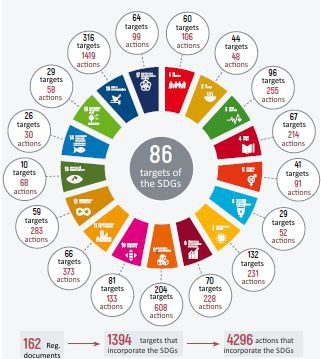 64
targets
99
actions
60
targets
106
actions
44
targets
48
actions
96
targets
255
actions
67
targets
214
actions
41
targets
91
actions
29
targets
52
actions
132
targets
231
actions
70
targets
228
actions
204
targets
608
actions
81
targets
133
actions
66
targets
373
actions
59
targets
283
actions
10
targets
68
actions
26
targets
30
actions
29
targets
58
actions
316
targets
1419
actions
86
targets of
the SDGs
162 Reg.
documents
1394 targets that
incorporate the SDGs
4296 actions that
incorporate the SDGs